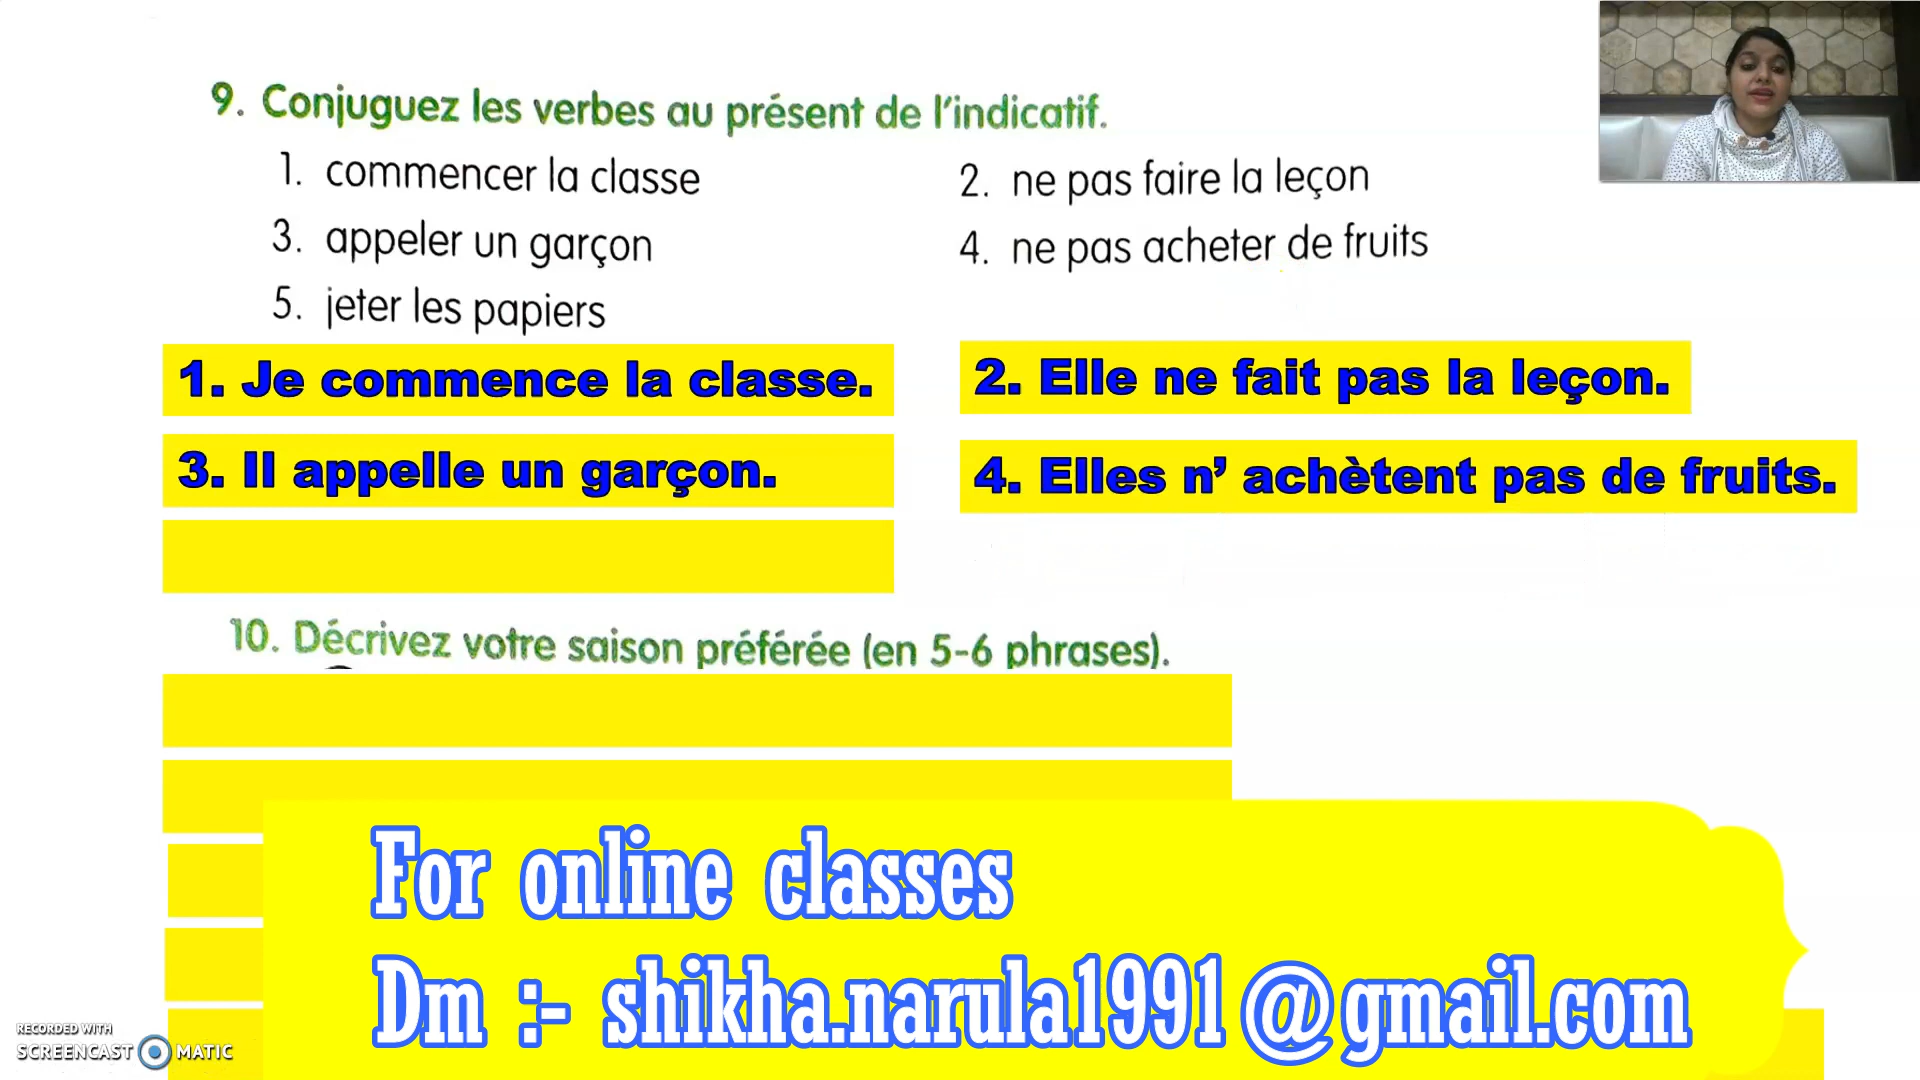 9. Conjuguez les verbes au présent de l'indicatif.
1. commencer la classe
2. ne pas faire la leçon
3. appeler un garçon
4. ne pas acheter de fruits
5. jeter les papiers
1. Je commence la classe.
2. Elle ne fait pas la leçon.
3. Il appelle un garçon.
4. Elles n’ achètent pas de fruits.
10. Décrivez votre saison préférée (en 5-6 phrases).
For online classes
Dm :- shikha.narula1991@gmail.com
RECORDED WITH
SCREENCAST MATIC